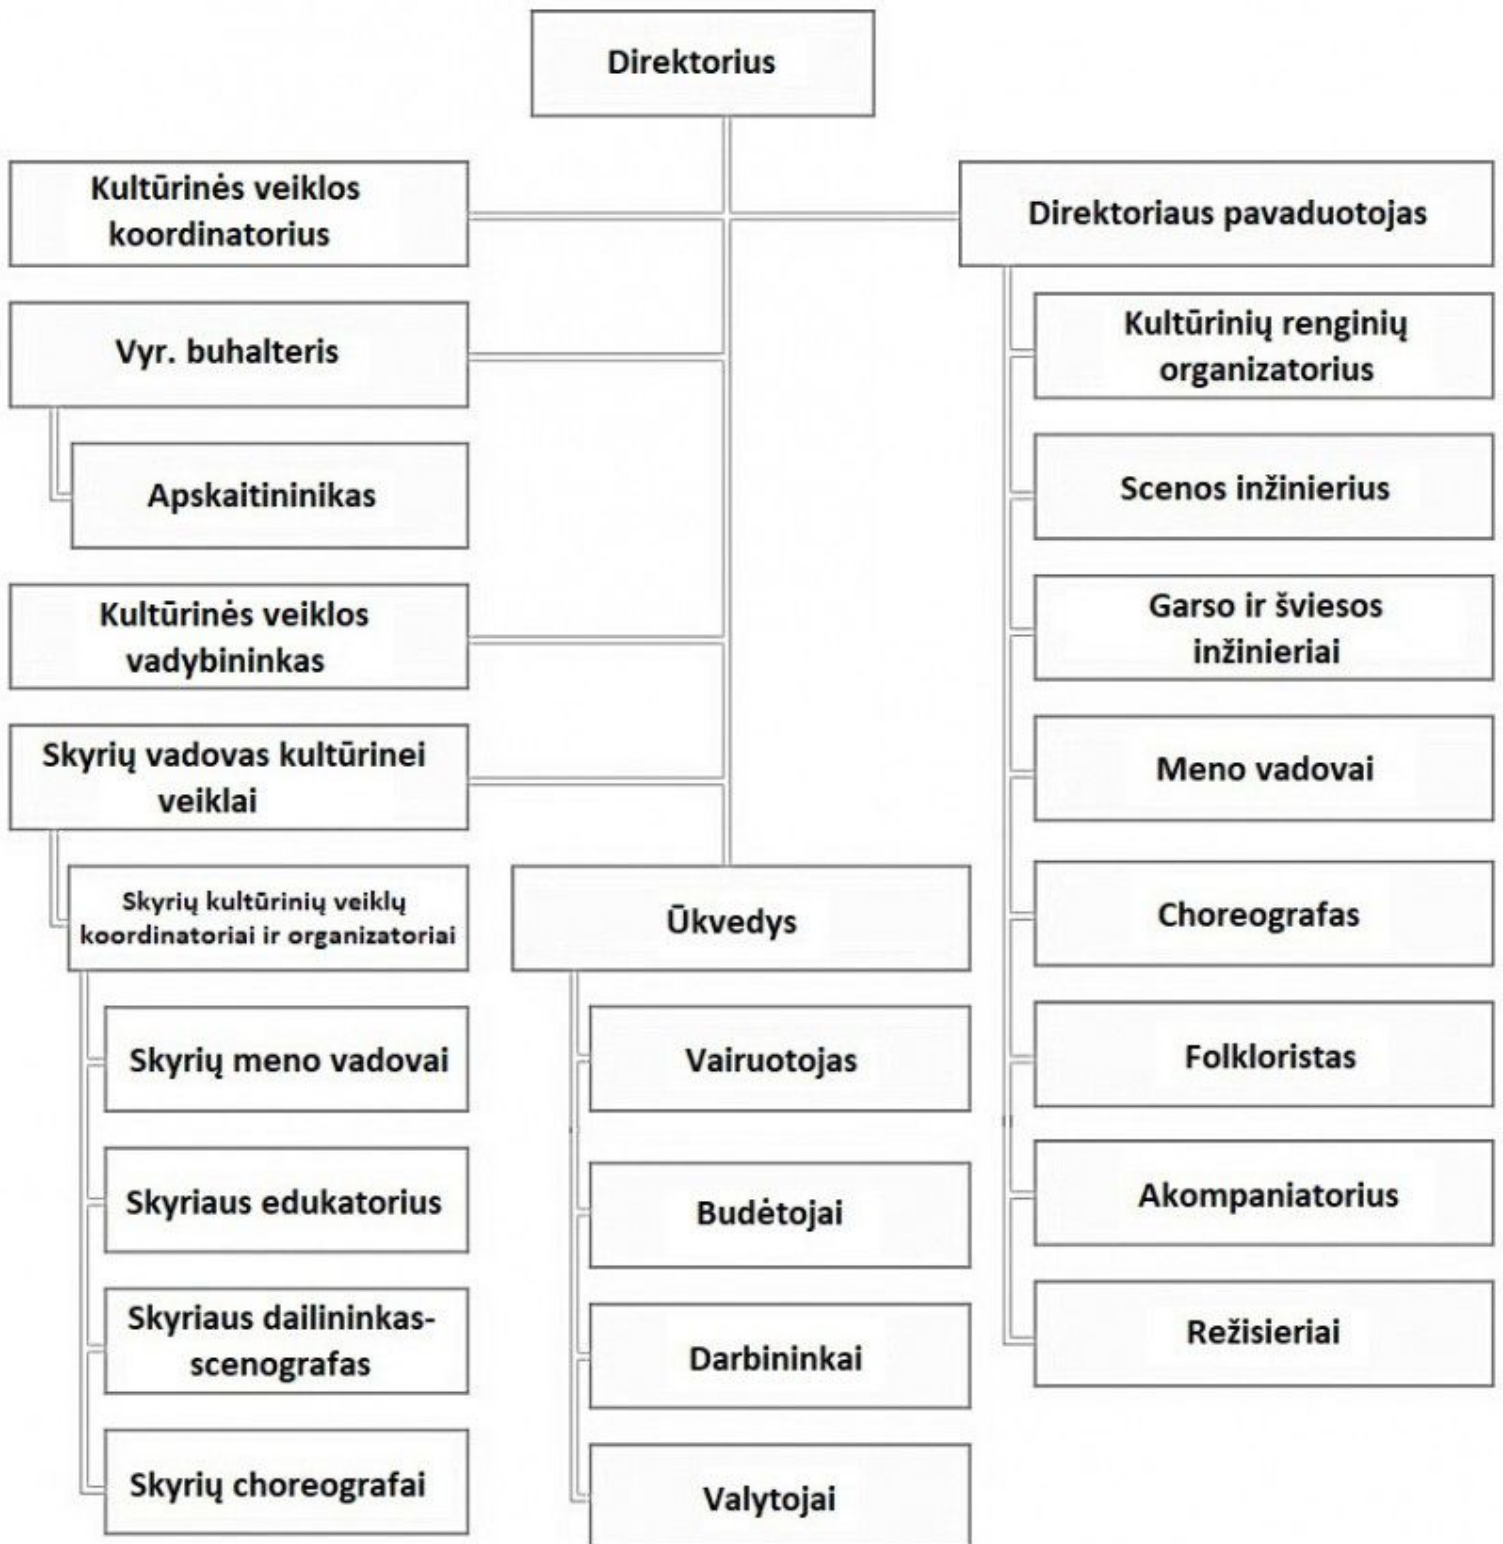 Direktorius
Kultūrinės veiklos
koordinatorius
Direktoriaus pavaduotojas
Vyr. buhalteris
Apskaitininikas
Kultūrinės veiklos
vadybininkas
Skyrių vadovas kultūrinei
veiklai
Skyrių kultūrinių veiklų
koordinatoriai ir organizatoriai
Skyrių meno vadovai
Skyriaus edukatorius
Skyriaus dailininkas-
scenografas
Skyrių choreografai
Ūkvedys
Vairuotojas
Budėtojai
Darbininkai
Valytojai
Kultūrinių renginių
organizatorius
Scenos inžinierius
Garso ir šviesos
inžinieriai
Meno vadovai
Choreografas
Folkloristas
Akompaniatorius
Režisieriai